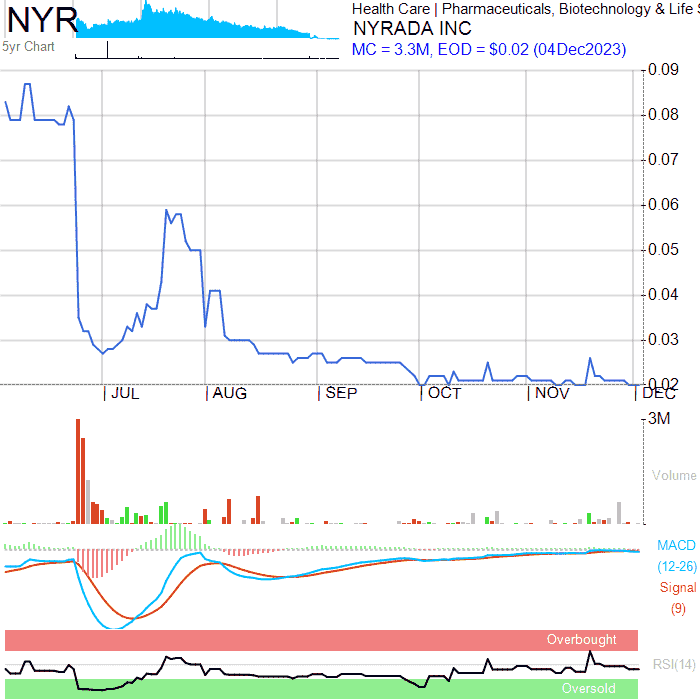 NYR
Health Care | Pharmaceuticals, Biotechnology & Life
NYRADA INC
5yr Chart
MC = 3.3M, EOD = $0.02 (04Dec2023)
0.09
0.08
0.07
0.06
0.05
0.04
0.03
0.02
JUL AUG SEP OCT NOV DEC
3M
Volume
MACD
(12-26)
Signal
(9)
Overbought
RSI(14)
Oversold